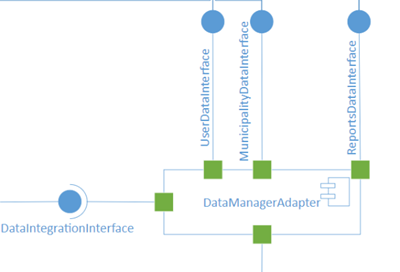 UserDataInterface
MunicipalityDataInterface
ReportsDataInterface
DataManagerAdapter
DataIntegrationInterface